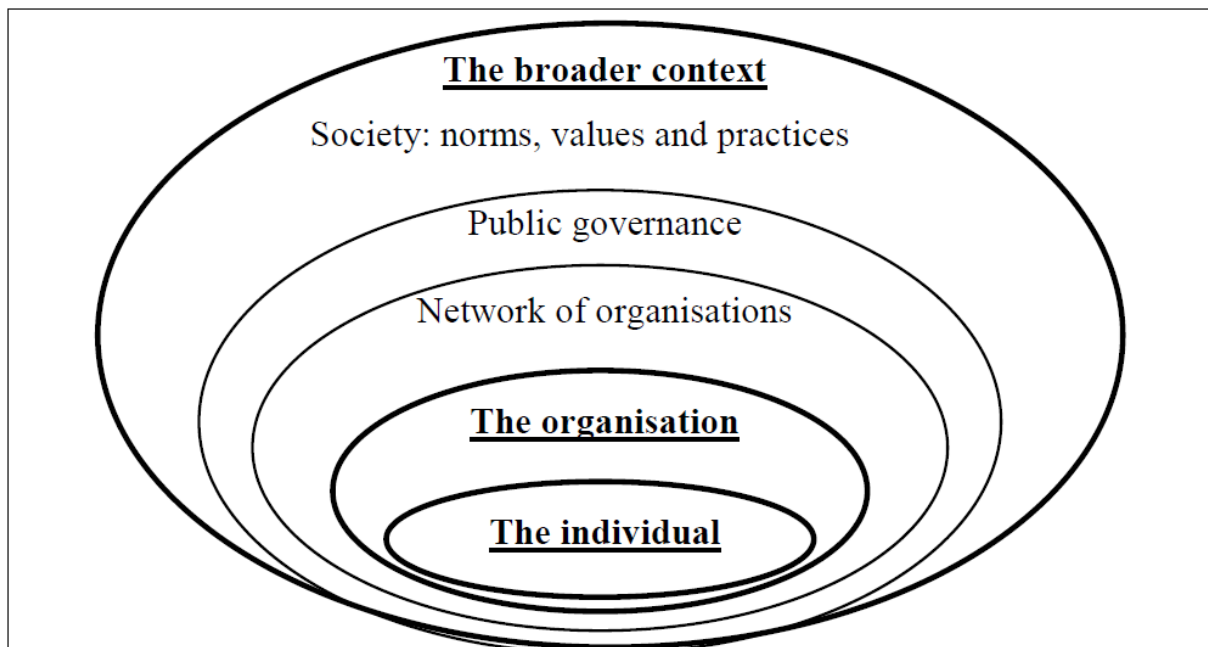 The broader context
Society: norms, values and practices
Public governance
Network of organisations
The organisation
The individual